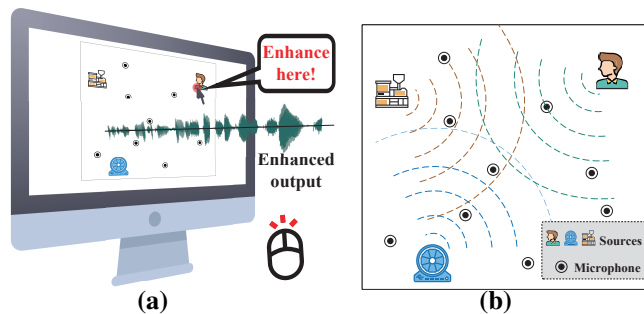 Enhance
here!
Enhanced
output
Sources
Microphone
(a)
(b)